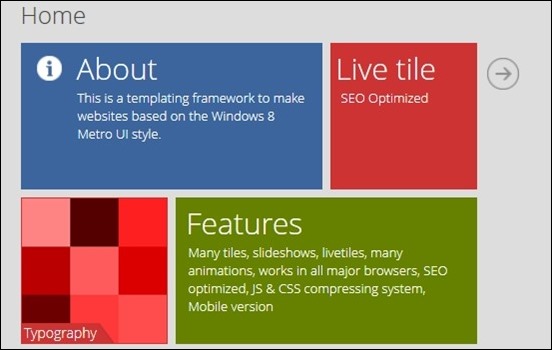 Home
About
This is a templating framework to make
websites based on the Windows 8
Metro UI style.
Live tile
SEO Optimized
Features
Many tiles, slideshows, livetiles, many
animations, works in all major browsers, SEO
optimized, JS & CSS compressing system,
Mobile version
Typography